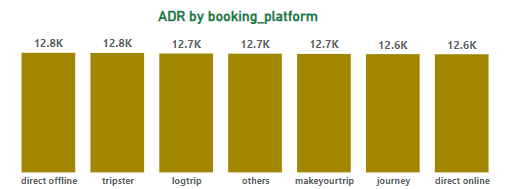 ADR by booking_platform
12.8K 12.8K 12.7K 12.7K 12.7K 12.6K 12.6K
direct offline tripster logtrip others makeyourtrip journey direct online